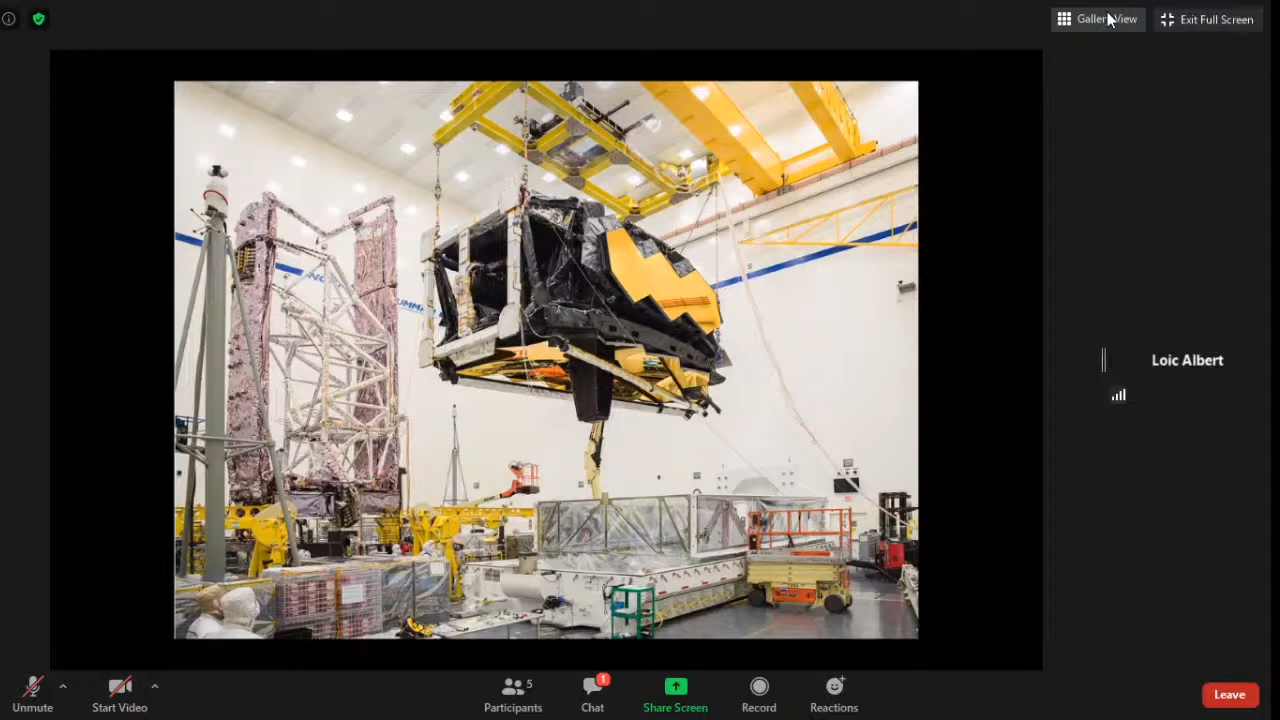 Gallery View
Exit Full Screen
Loic Albert
Unmute
Start Video
Participants
5
Chat
1
Share Screen
Record
Reactions
Leave